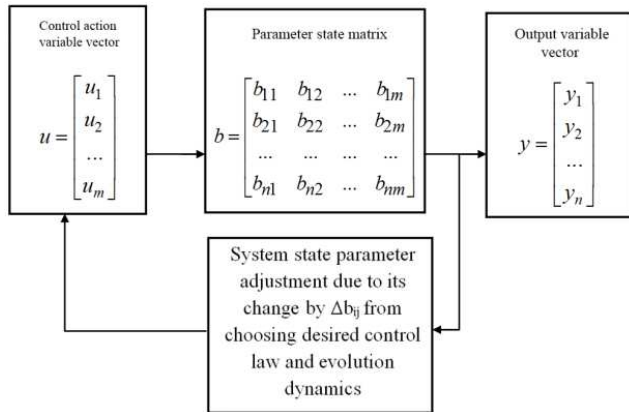 Control action
variable vector
u = [u1
u2
...
um]
Parameter state matrix
b = [b11 b12 ... b1m
b21 b22 ... b2m
... ... ... ...
bn1 bn2 ... bnm]
Output variable
vector
y = [y1
y2
...
yn]
System state parameter
adjustment due to its
change by Δbij from
choosing desired control
law and evolution
dynamics